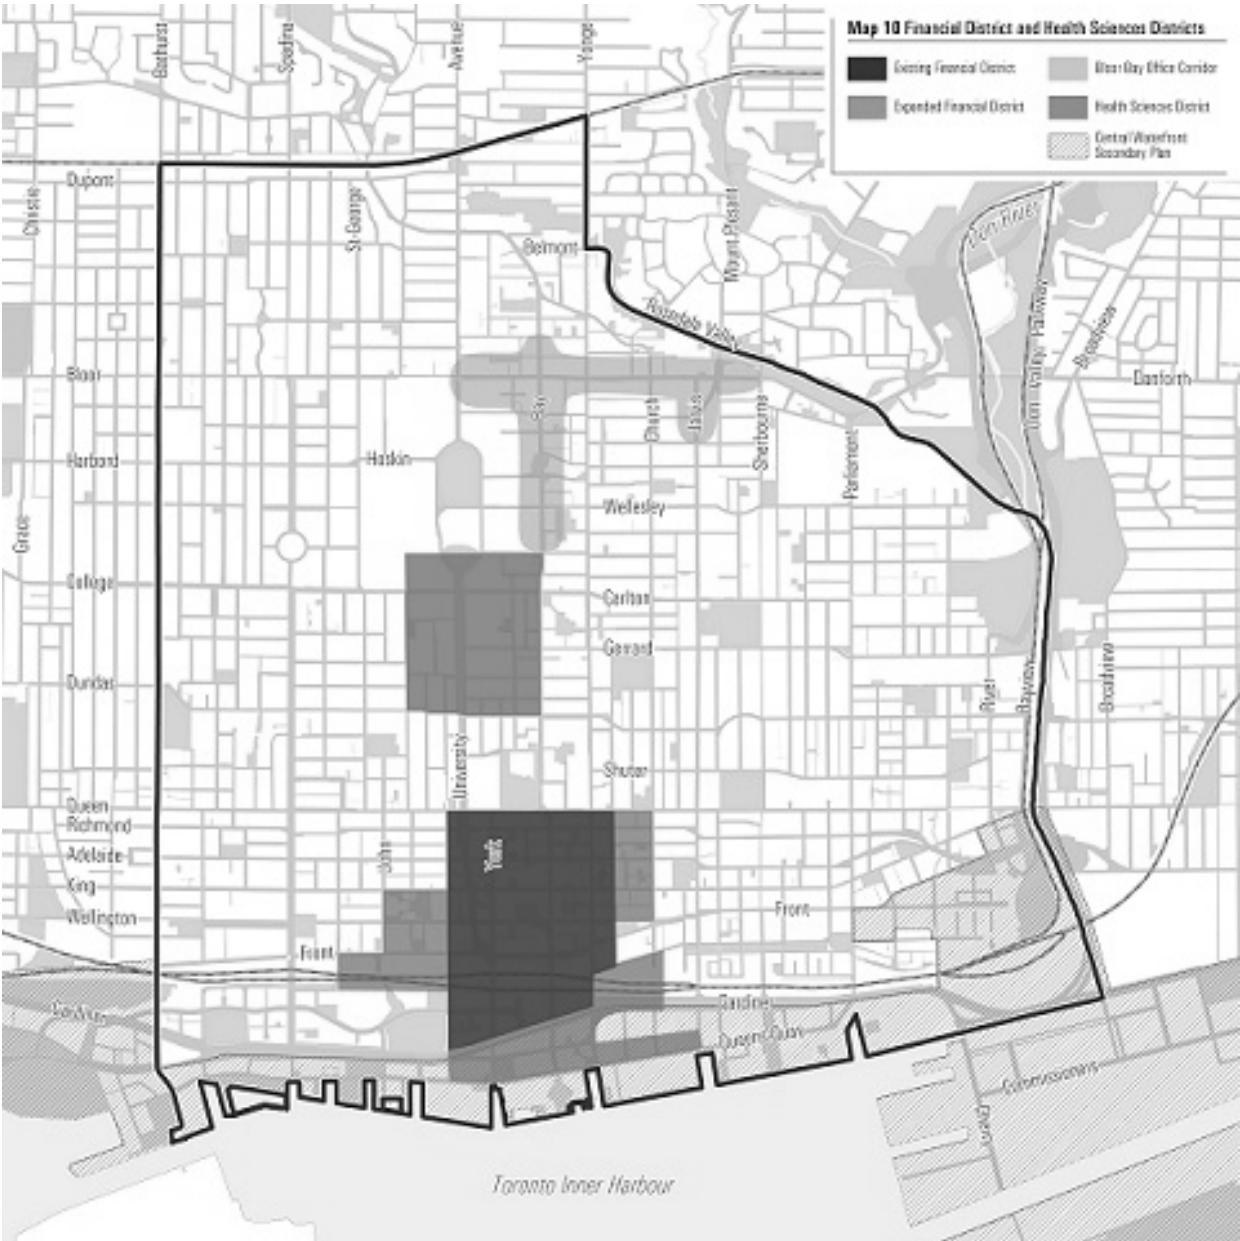 Map 10 Financial District and Health Sciences Districts
Existing Financial District
Bloor Bay Office Corridor
Expanded Financial District
Health Sciences District
Central Waterfront
Secondary Plan
Bathurst
Spadina
Avenue
Yonge
Dupont
Christie
St George
Belmont
Mount Plesant
Don River
Rosedale Valley
Don Valley Parkway
Broadview
Bloor
Danforth
Bay
Church
Jarvis
Sherbourne
Parliament
Harbord
Hoskin
Wellesley
Grace
College
Carlton
Gerrard
Dundas
River
Bayview
Broadview
University
Shuter
Queen
Richmond
Adelaide
King
Wellington
John
York
Front
Front
Gardiner
Gardiner
Queens Quay
Commissioners
Cherry
Toronto Inner Harbour